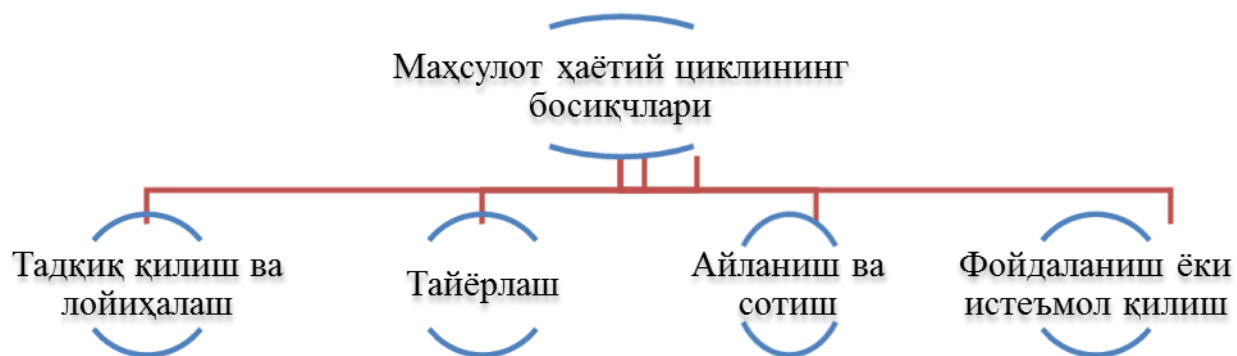 Маҳсулот ҳаётий циклининг
босиқчлари
Тадқиқ қилиш ва
лойиҳалаш
Тайёрлаш
Айланиш ва
сотиш
Фойдаланиш ёки
истеъмол қилиш